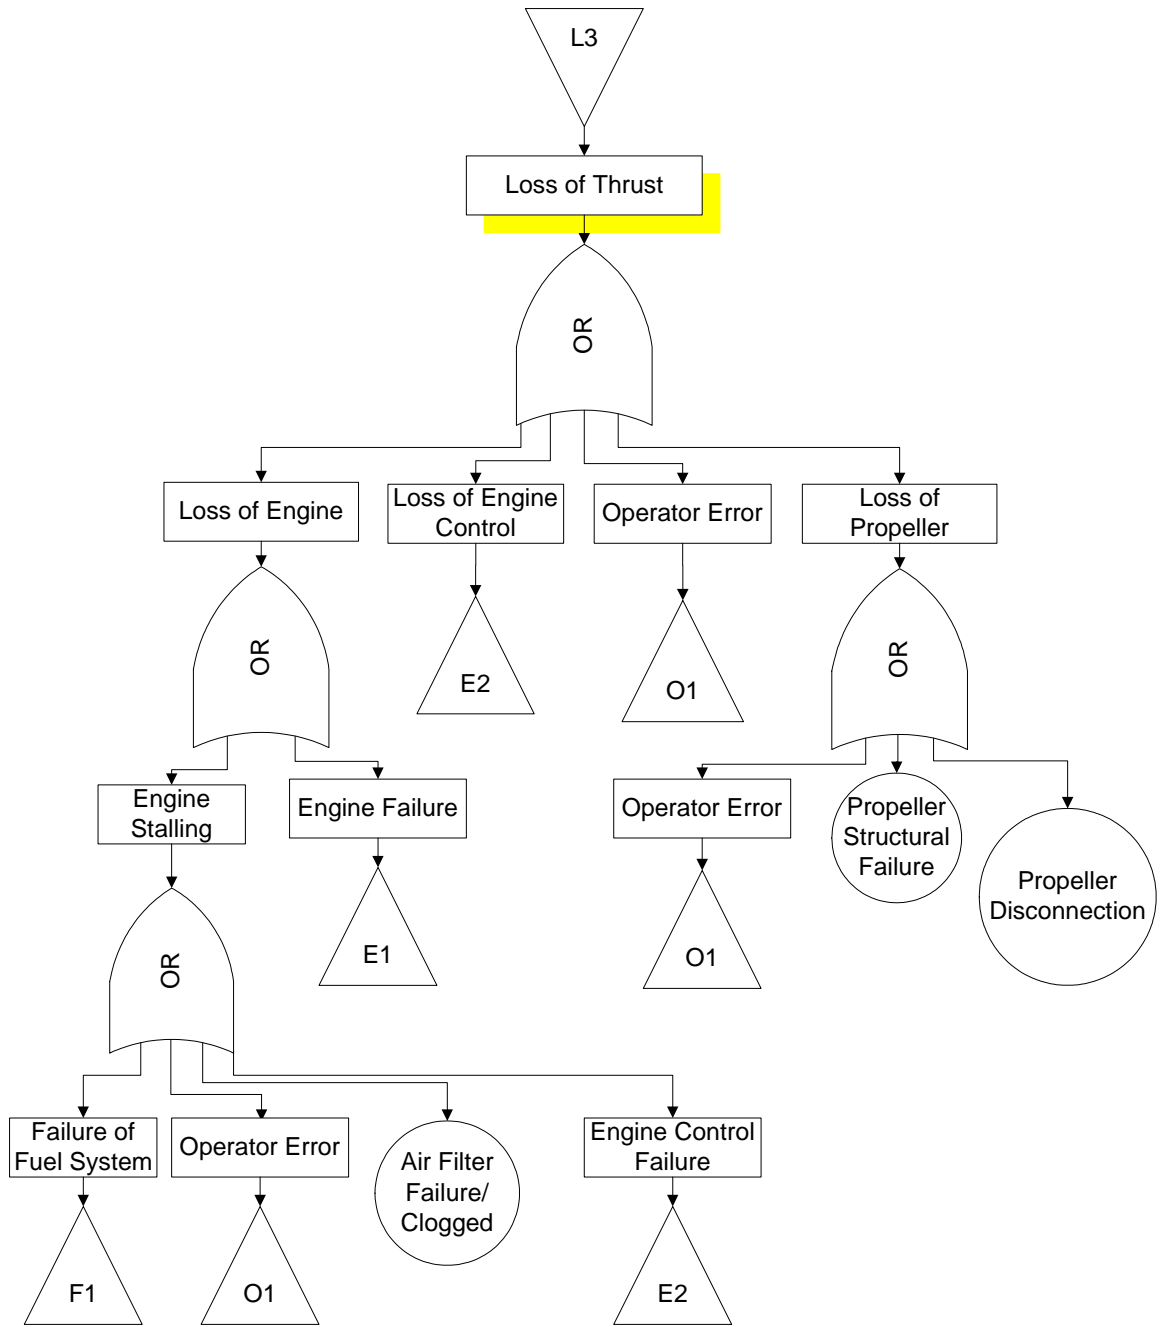 L3
Loss of Thrust
OR
Loss of Engine
Loss of Engine
Control
Operator Error
Loss of
Propeller
OR
E2
O1
OR
Engine
Stalling
Engine Failure
Operator Error
Propeller
Structural
Failure
Propeller
Disconnection
OR
E1
O1
Failure of
Fuel System
Operator Error
Air Filter
Failure/
Clogged
Engine Control
Failure
F1
O1
E2